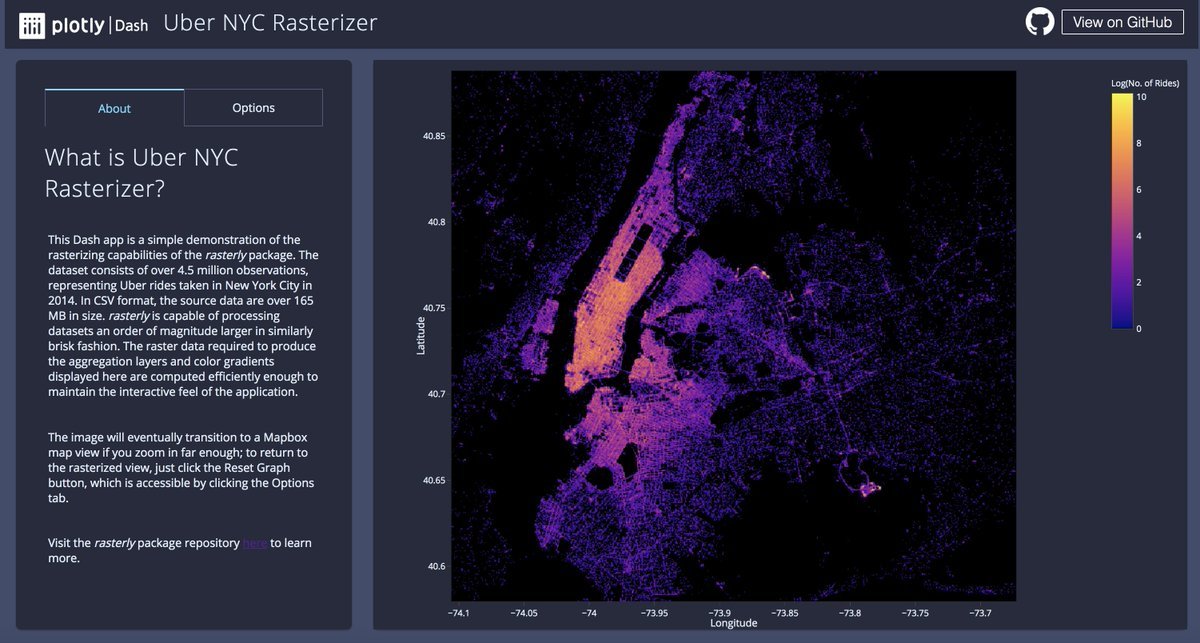 plotly | Dash Uber NYC Rasterizer
View on GitHub
About
Options
What is Uber NYC
Rasterizer?
This Dash app is a simple demonstration of the
rasterizing capabilities of the rasterly package. The
dataset consists of over 4.5 million observations,
representing Uber rides taken in New York City in
2014. In CSV format, the source data are over 165
MB in size. rasterly is capable of processing
datasets an order of magnitude larger in similarly
brisk fashion. The raster data required to produce
the aggregation layers and color gradients
displayed here are computed efficiently enough to
maintain the interactive feel of the application.
The image will eventually transition to a Mapbox
map view if you zoom in far enough; to return to
the rasterized view, just click the Reset Graph
button, which is accessible by clicking the Options
tab.
Visit the rasterly package repository here to learn
more.
Latitude
40.85
40.8
40.75
40.7
40.65
40.6
−74.1
−74.05
−74
−73.95
−73.9
−73.85
−73.8
−73.75
−73.7
Longitude
Log(No. of Rides)
10
8
6
4
2
0